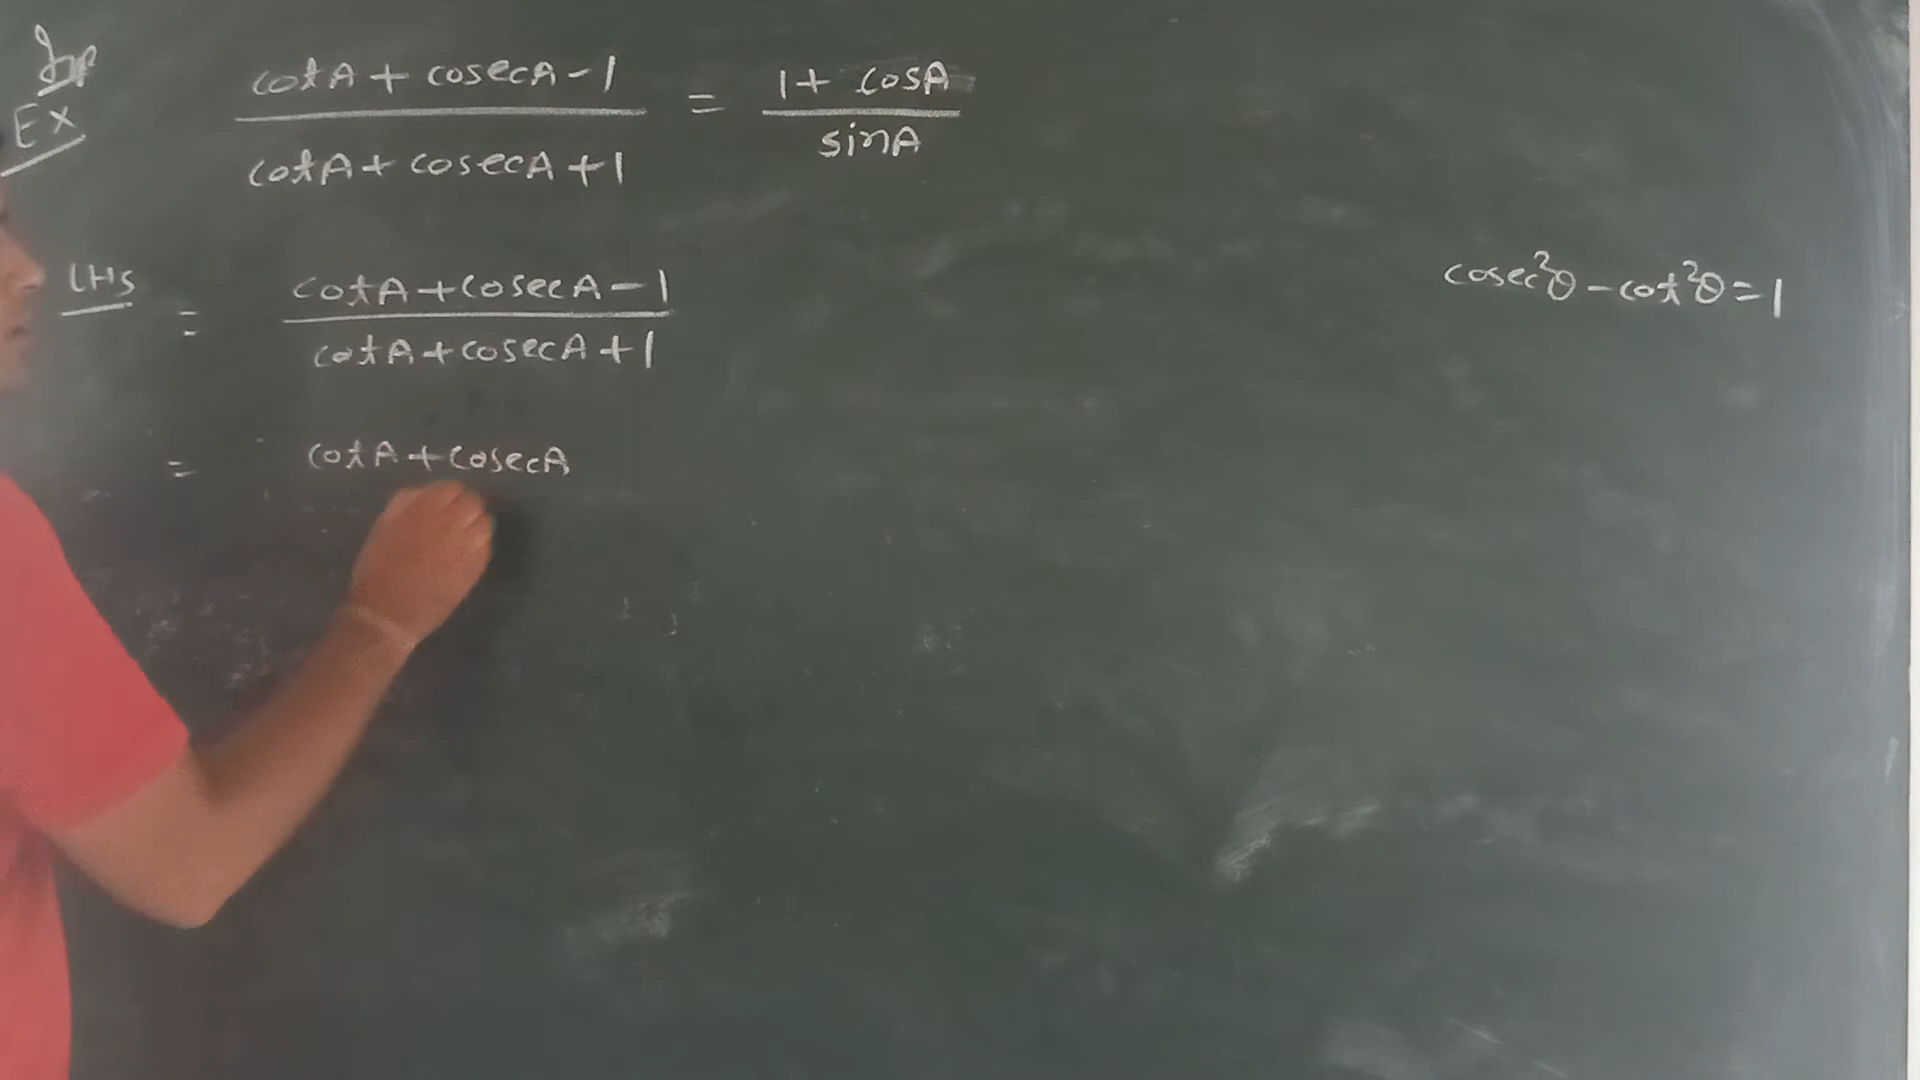 Imp
Ex
cotA + cosecA - 1 / cotA + cosecA + 1 = 1 + cosA / sinA
cosec²θ - cot²θ = 1
LHS = cotA + cosecA - 1 / cotA + cosecA + 1
= cotA + cosecA